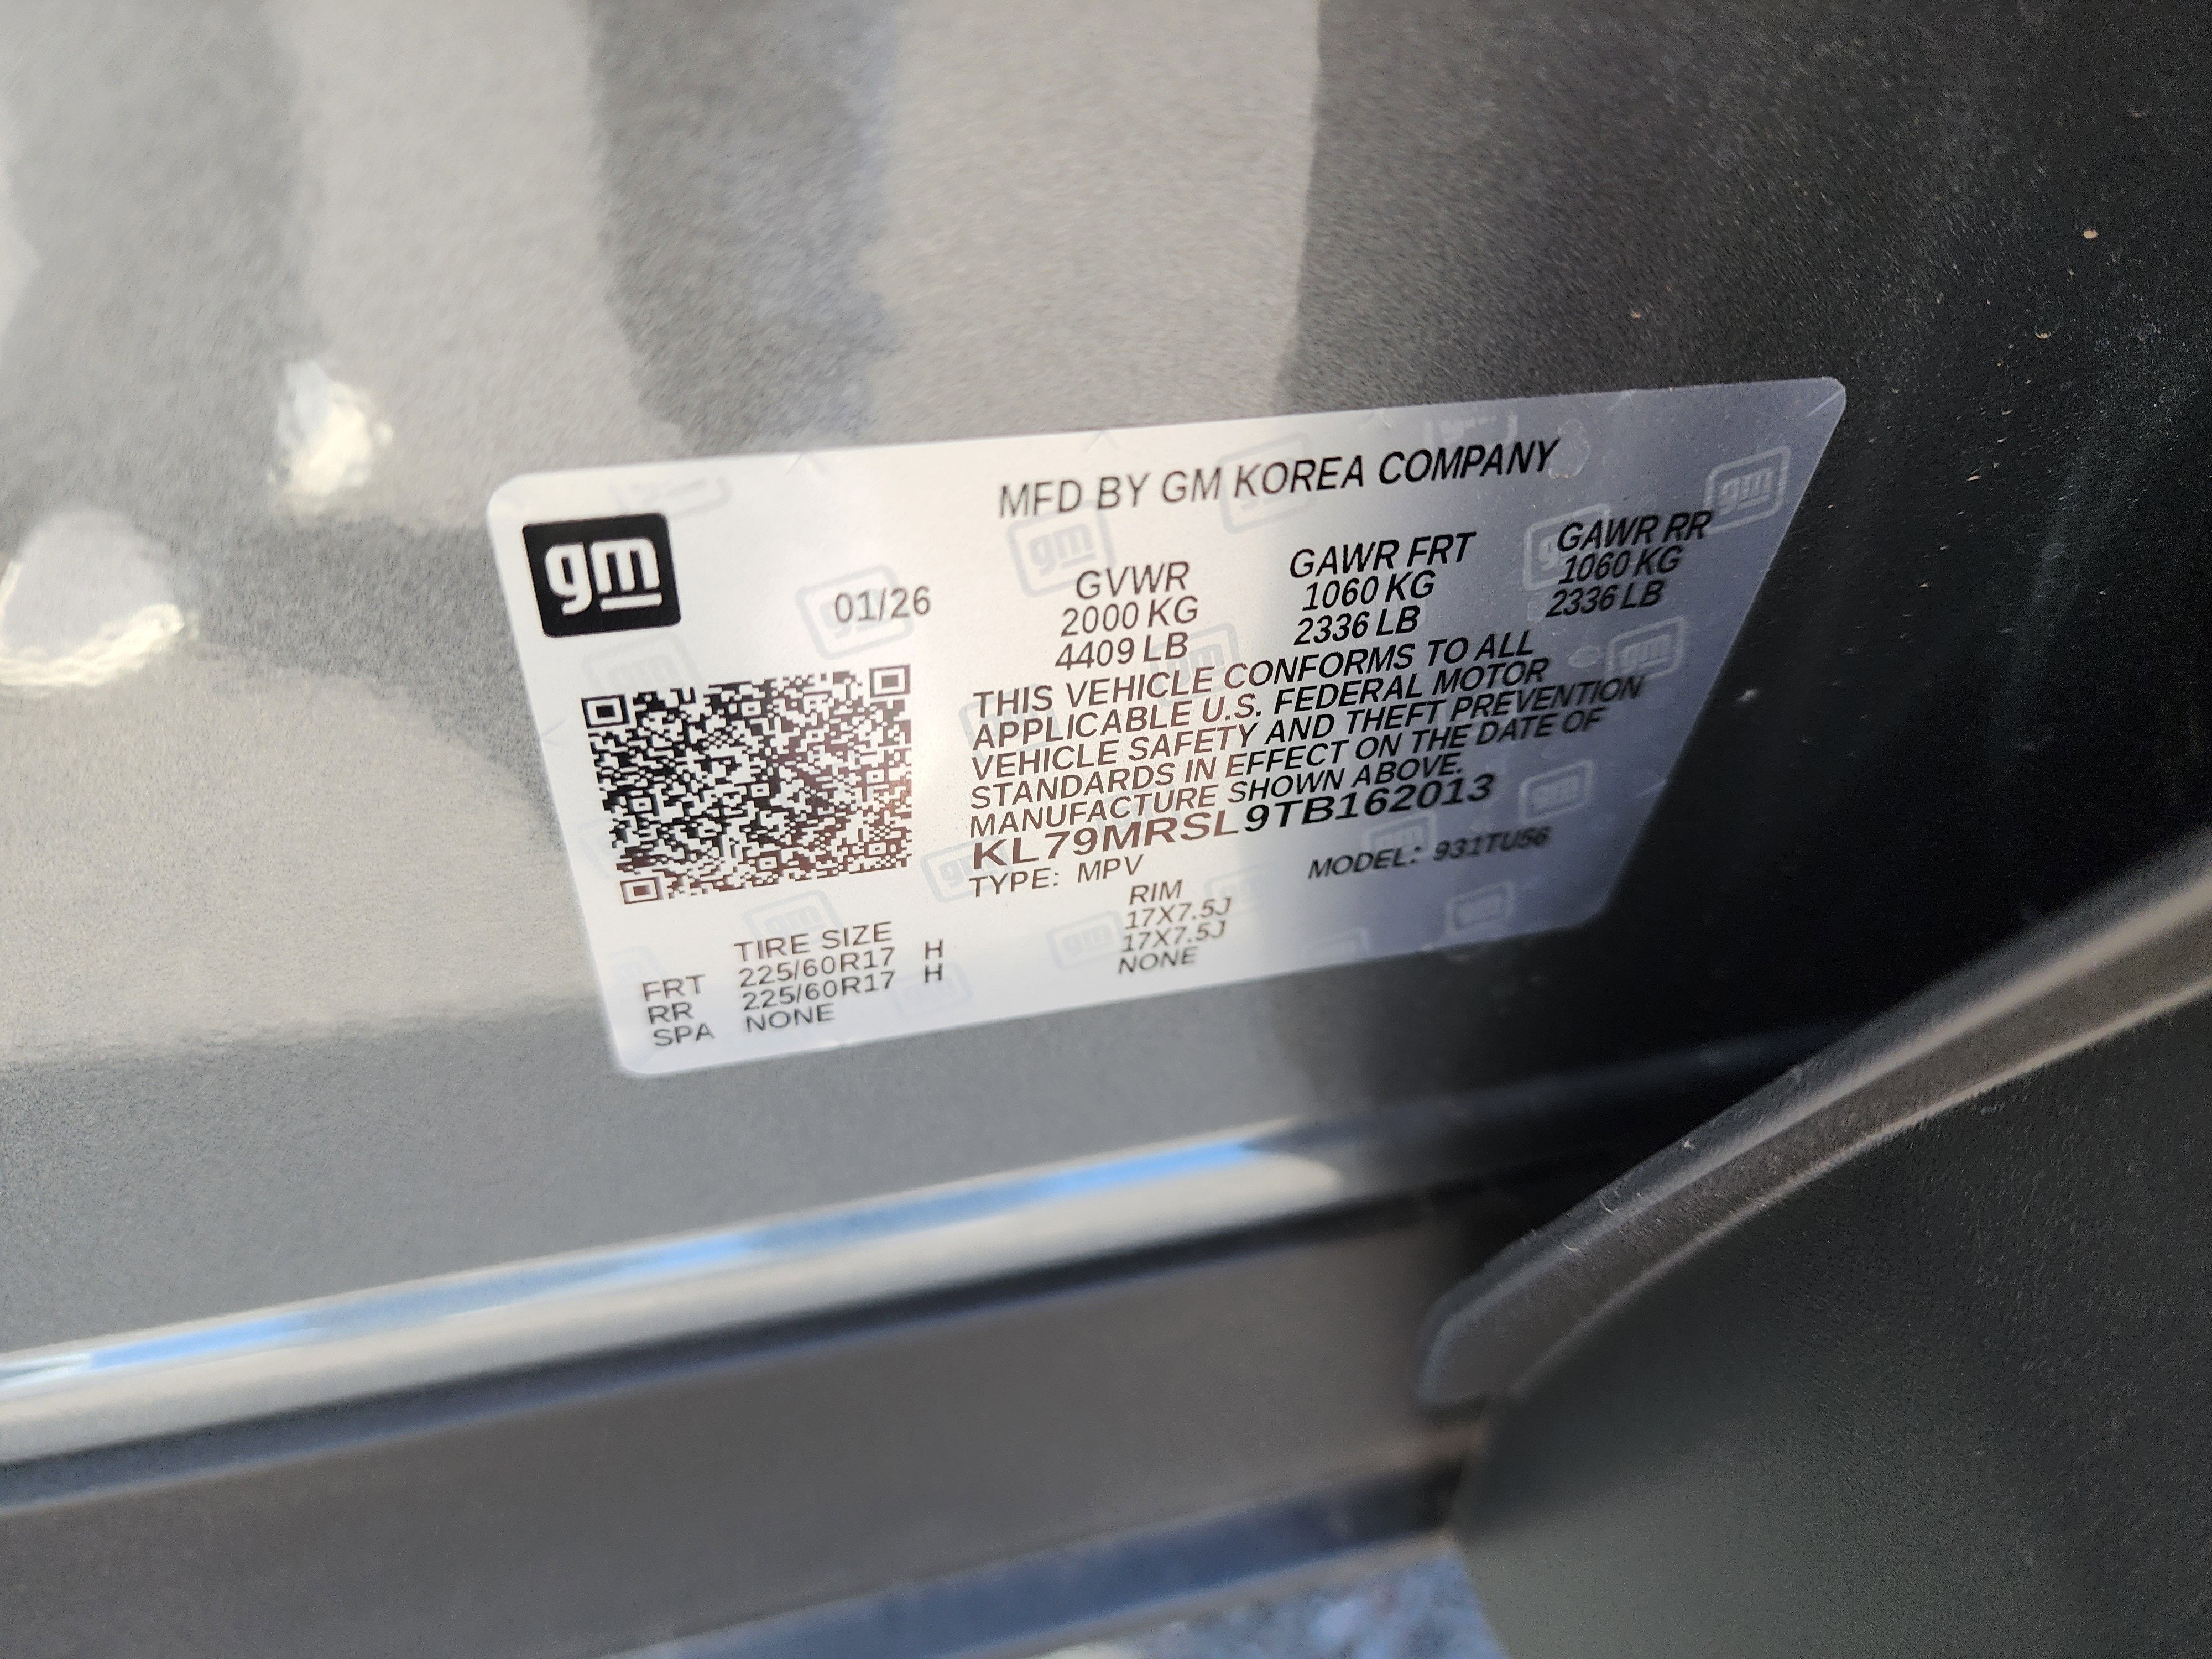 gm
MFD BY GM KOREA COMPANY
01/26
GVWR
2000 KG
4409 LB
GAWR FRT
1060 KG
2336 LB
GAWR RR
1060 KG
2336 LB
THIS VEHICLE CONFORMS TO ALL
APPLICABLE U.S. FEDERAL MOTOR
VEHICLE SAFETY AND THEFT PREVENTION
STANDARDS IN EFFECT ON THE DATE OF
MANUFACTURE SHOWN ABOVE.
KL79MRSL9TB162013
TYPE: MPV MODEL: 931TU56
TIRE SIZE RIM
FRT 225/60R17 H 17X7.5J
RR 225/60R17 H 17X7.5J
SPA NONE NONE